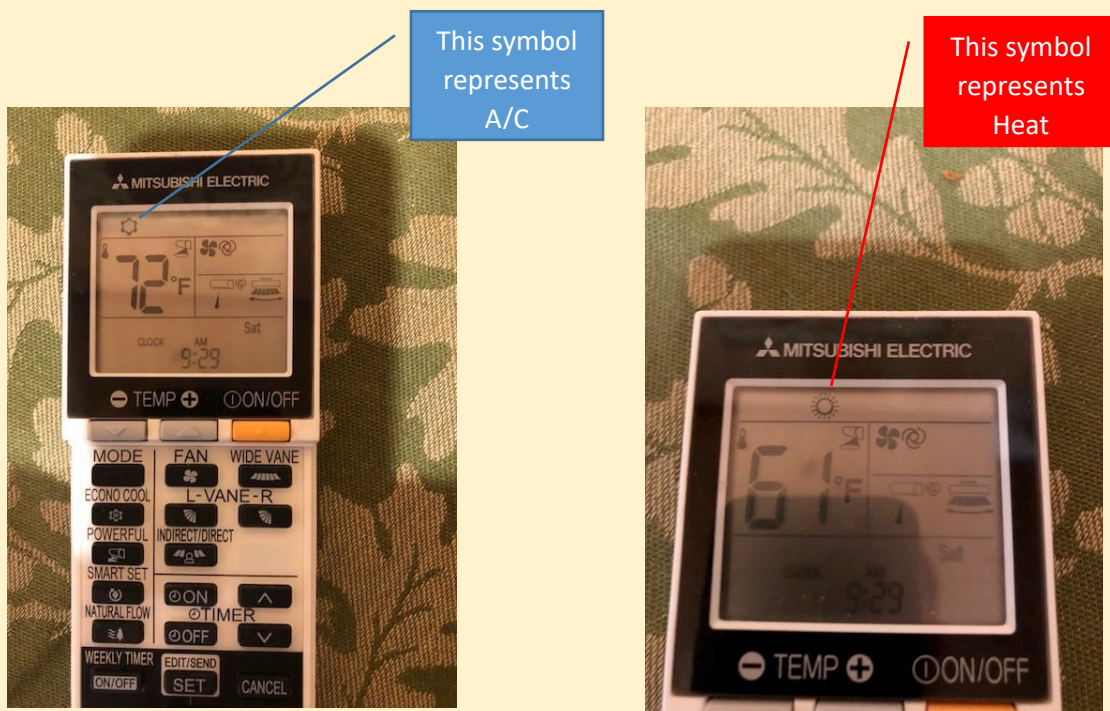 This symbol
represents
A/C
This symbol
represents
Heat
MITSUBISHI ELECTRIC
72°F
Sat
CLOCK AM
9:29
TEMP ON/OFF
MODE FAN WIDE VANE
ECONO COOL L-VANE-R
POWERFUL INDIRECT/DIRECT
SMART SET
ON
NATURAL FLOW TIMER
OFF
WEEKLY TIMER EDIT/SEND
ON/OFF SET CANCEL
MITSUBISHI ELECTRIC
61°F
Sat
CLOCK AM
9:29
TEMP ON/OFF